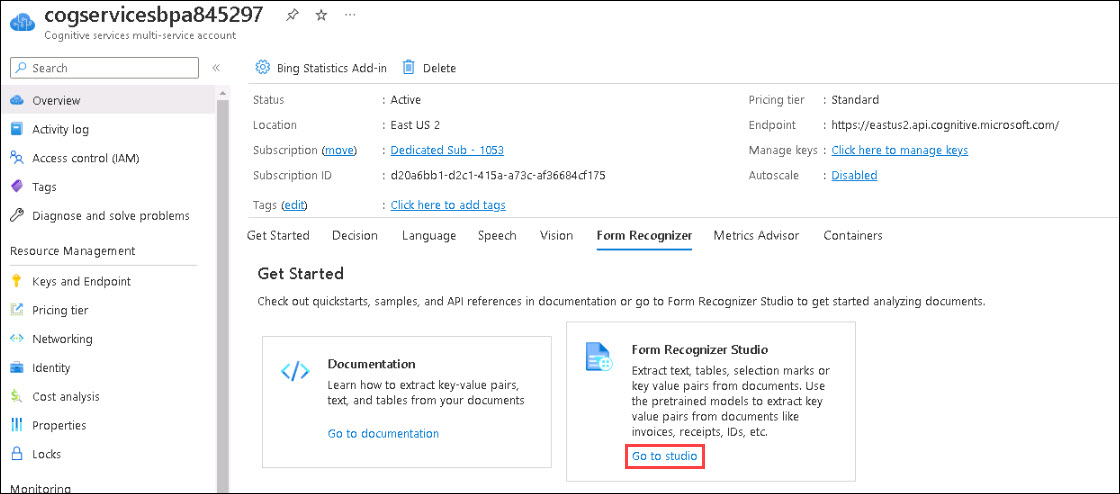 cogservicesbpa845297
Cognitive services multi-service account
Search
Overview
Activity log
Access control (IAM)
Tags
Diagnose and solve problems
Resource Management
Keys and Endpoint
Pricing tier
Networking
Identity
Cost analysis
Properties
Locks
Monitoring
Bing Statistics Add-in Delete
Status : Active
Location : East US 2
Subscription (move) : Dedicated Sub - 1053
Subscription ID : d20a6bb1-d2c1-415a-a73c-af36684cf175
Tags (edit) : Click here to add tags
Pricing tier : Standard
Endpoint : https://eastus2.api.cognitive.microsoft.com/
Manage keys : Click here to manage keys
Autoscale : Disabled
Get Started Decision Language Speech Vision Form Recognizer Metrics Advisor Containers
Get Started
Check out quickstarts, samples, and API references in documentation or go to Form Recognizer Studio to get started analyzing documents.
Documentation
Learn how to extract key-value pairs,
text, and tables from your documents
Go to documentation
Form Recognizer Studio
Extract text, tables, selection marks or
key value pairs from documents. Use
the pretrained models to extract key
value pairs from documents like
invoices, receipts, IDs, etc.
Go to studio